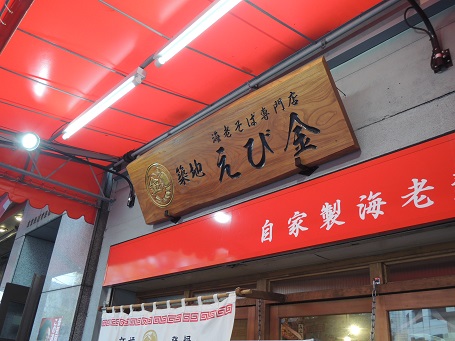 海老そば専門店
築地 えび金
自家製海老